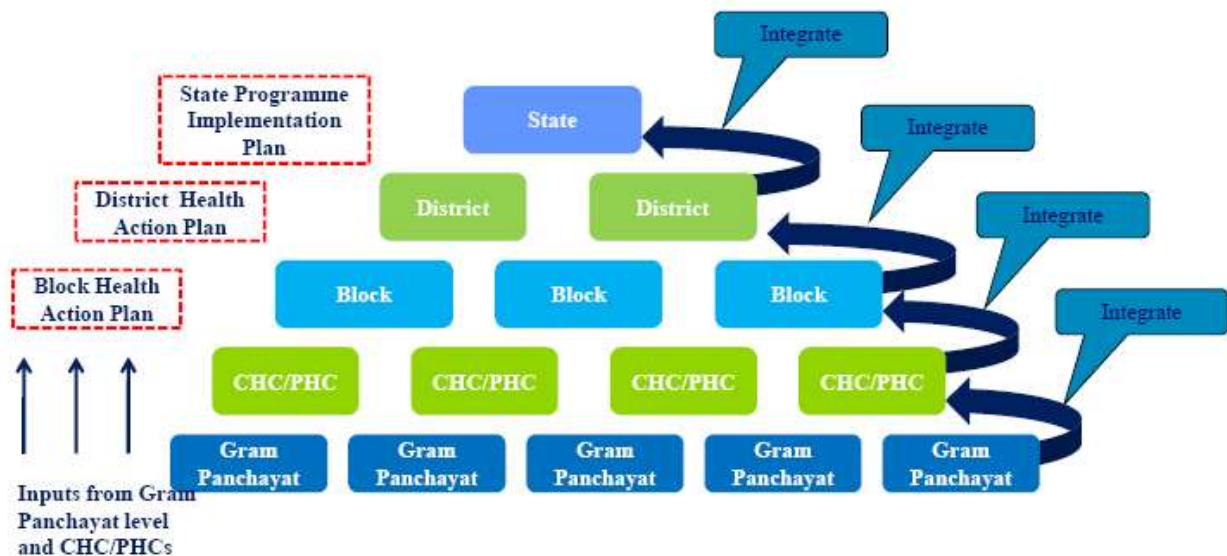 Integrate
State Programme
Implementation
Plan
State
Integrate
District Health
Action Plan
District
District
Integrate
Block Health
Action Plan
Block
Block
Block
Integrate
CHC/PHC
CHC/PHC
CHC/PHC
CHC/PHC
Gram
Panchayat
Gram
Panchayat
Gram
Panchayat
Gram
Panchayat
Gram
Panchayat
Inputs from Gram
Panchayat level
and CHC/PHCs